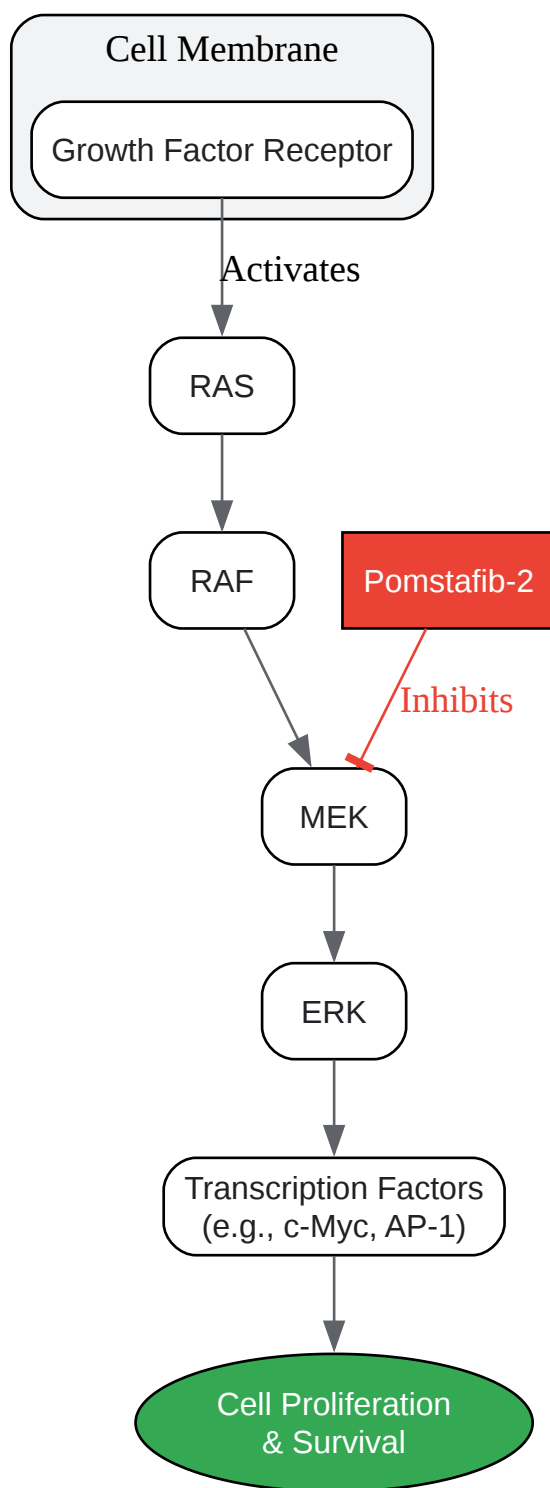 Cell Membrane
Growth Factor Receptor
Activates
RAS
RAF
Pomstafib-2
Inhibits
MEK
ERK
Transcription Factors
(e.g., c-Myc, AP-1)
Cell Proliferation
& Survival